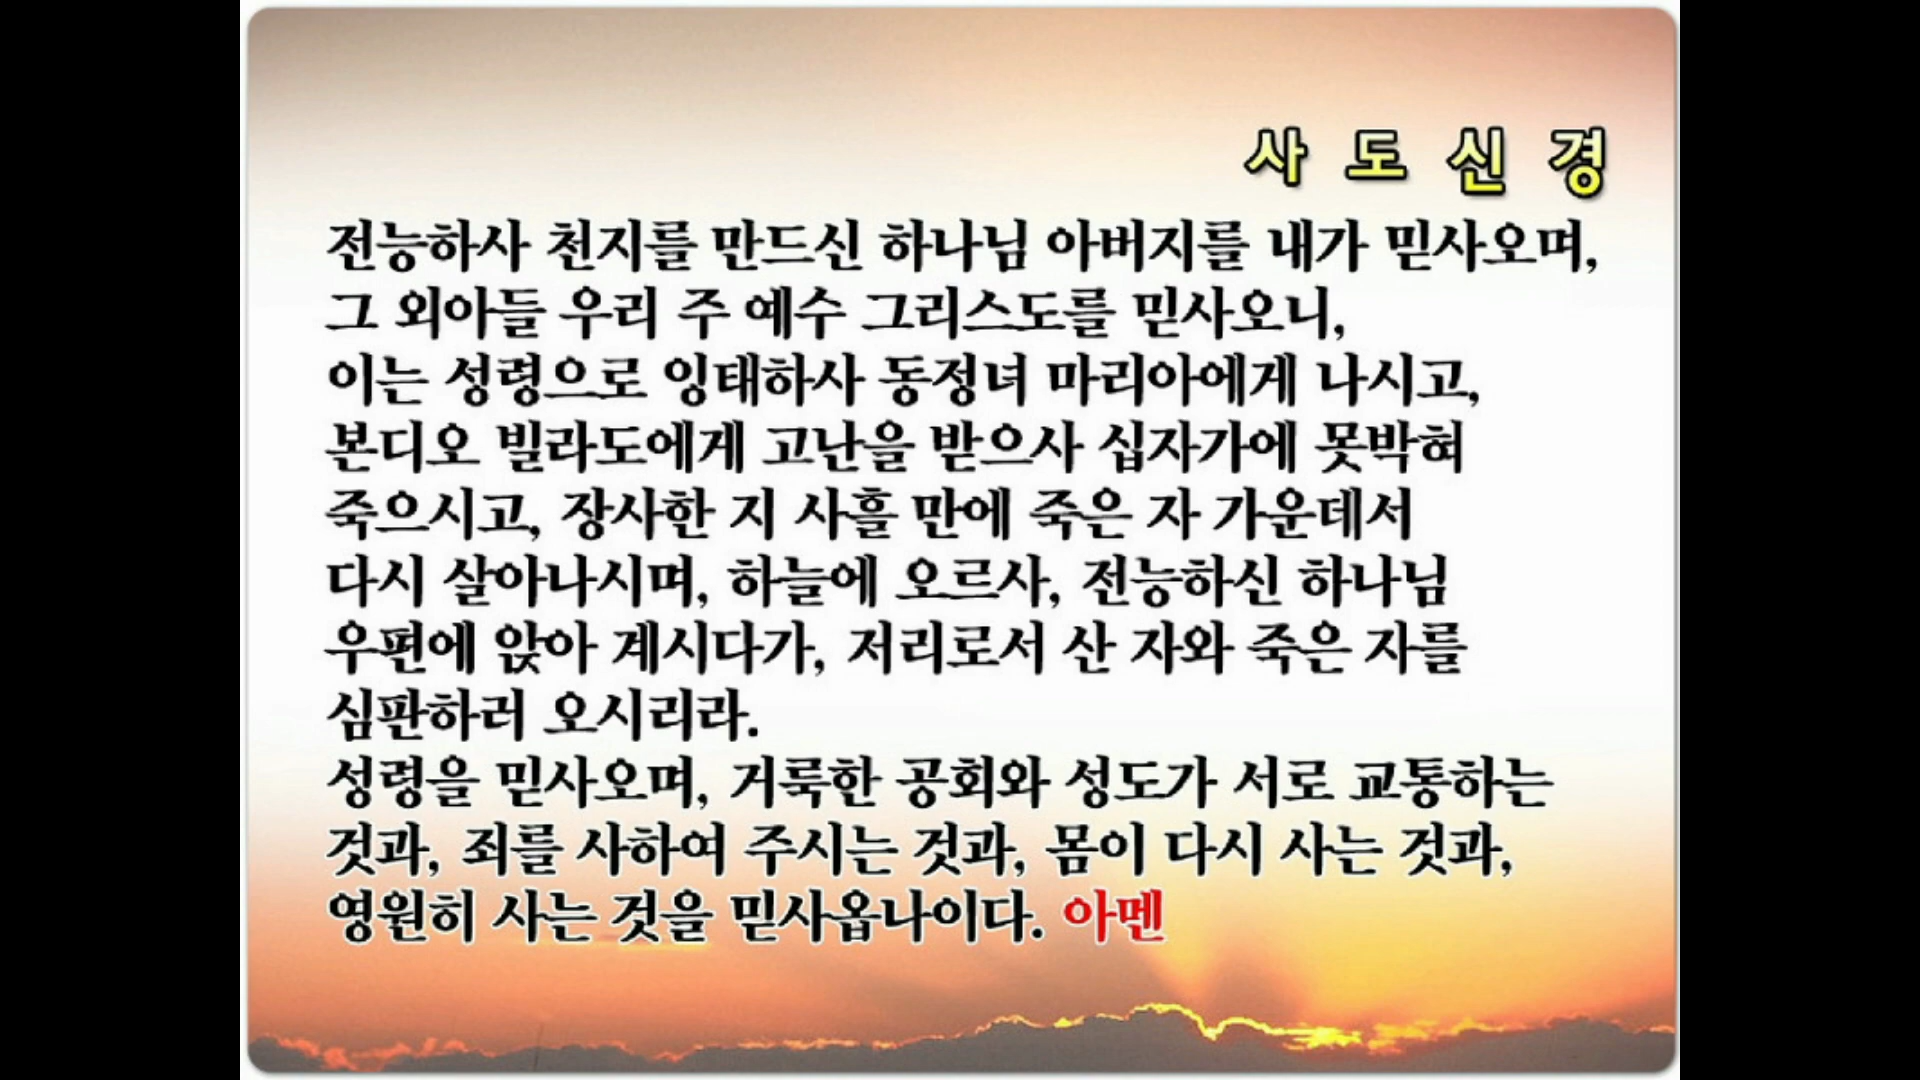 사 도 신 경
전능하사 천지를 만드신 하나님 아버지를 내가 믿사오며,
그 외아들 우리 주 예수 그리스도를 믿사오니,
이는 성령으로 잉태하사 동정녀 마리아에게 나시고,
본디오 빌라도에게 고난을 받으사 십자가에 못박혀
죽으시고, 장사한 지 사흘 만에 죽은 자 가운데서
다시 살아나시며, 하늘에 오르사, 전능하신 하나님
우편에 앉아 계시다가, 저리로서 산 자와 죽은 자를
심판하러 오시리라.
성령을 믿사오며, 거룩한 공회와 성도가 서로 교통하는
것과, 죄를 사하여 주시는 것과, 몸이 다시 사는 것과,
영원히 사는 것을 믿사옵나이다. 아멘